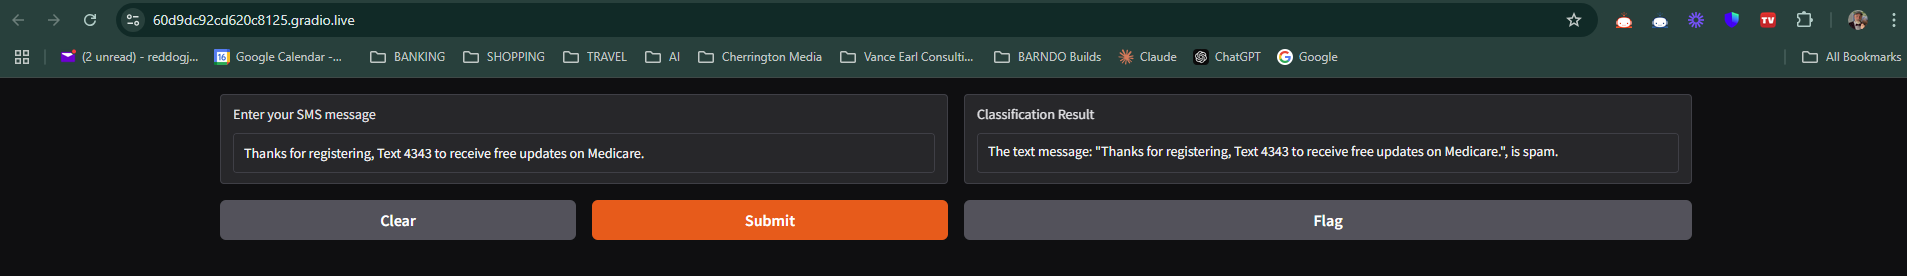 60d9dc92cd620c8125.gradio.live
(2 unread) - reddogj...
16
Google Calendar -...
BANKING
SHOPPING
TRAVEL
AI
Cherrington Media
Vance Earl Consulti...
BARNDO Builds
Claude
ChatGPT
Google
All Bookmarks
TV
Enter your SMS message
Thanks for registering, Text 4343 to receive free updates on Medicare.
Classification Result
The text message: "Thanks for registering, Text 4343 to receive free updates on Medicare.", is spam.
Clear
Submit
Flag